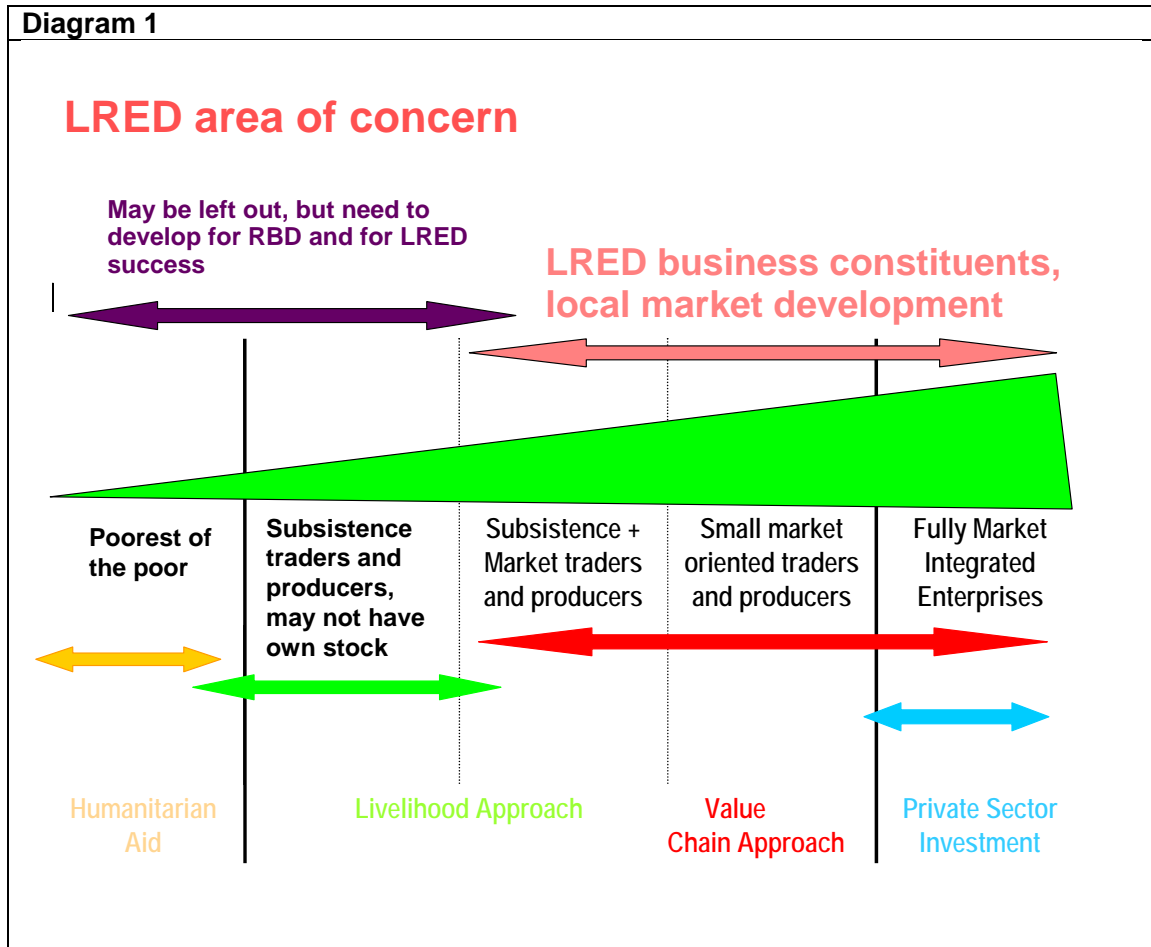 Diagram 1
LRED area of concern
May be left out, but need to
develop for RBD and for LRED
success
LRED business constituents,
local market development
Poorest of
the poor
Subsistence
traders and
producers,
may not have
own stock
Subsistence +
Market traders
and producers
Small market
oriented traders
and producers
Fully Market
Integrated
Enterprises
Humanitarian
Aid
Livelihood Approach
Value
Chain Approach
Private Sector
Investment